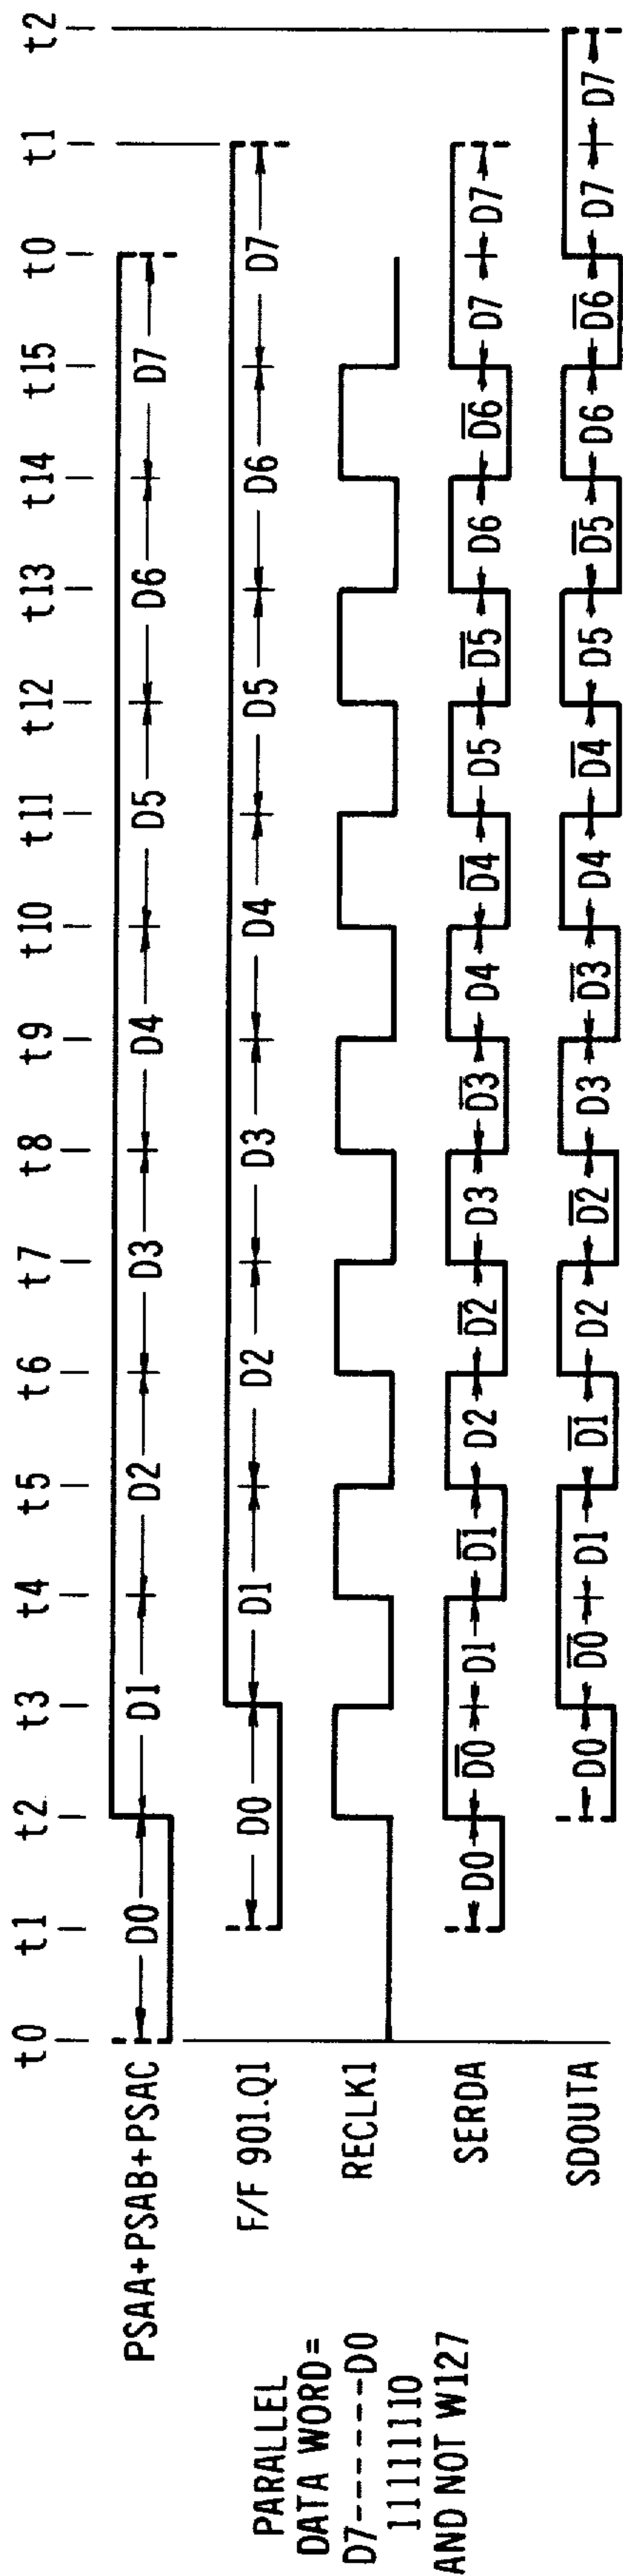 t0 t1 t2 t3 t4 t5 t6 t7 t8 t9 t10 t11 t12 t13 t14 t15 t0 t1 t2
PSAA+PSAB+PSAC D0 D1 D2 D3 D4 D5 D6 D7
F/F 901.Q1 D0 D1 D2 D3 D4 D5 D6 D7
RECLK1
SERDA D0 D̅0̅ D1 D̅1̅ D2 D̅2̅ D3 D̅3̅ D4 D̅4̅ D5 D̅5̅ D6 D̅6̅ D7 D7
SDOUTA D0 D̅0̅ D1 D̅1̅ D2 D̅2̅ D3 D̅3̅ D4 D̅4̅ D5 D̅5̅ D6 D̅6̅ D7 D7
PARALLEL
DATA WORD=
D7-------D0
11111110
AND NOT W127